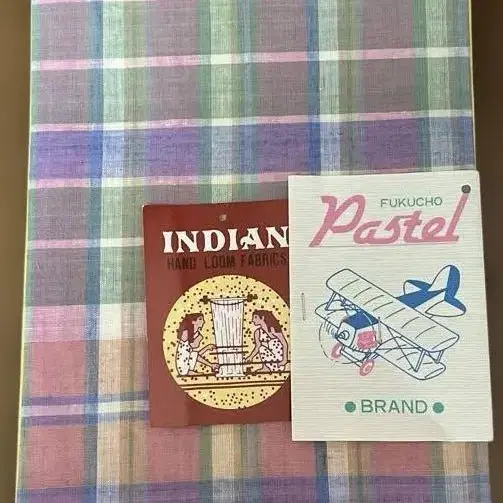 INDIAN
HAND LOOM FABRICS
FUKUCHO
Pastel
BRAND